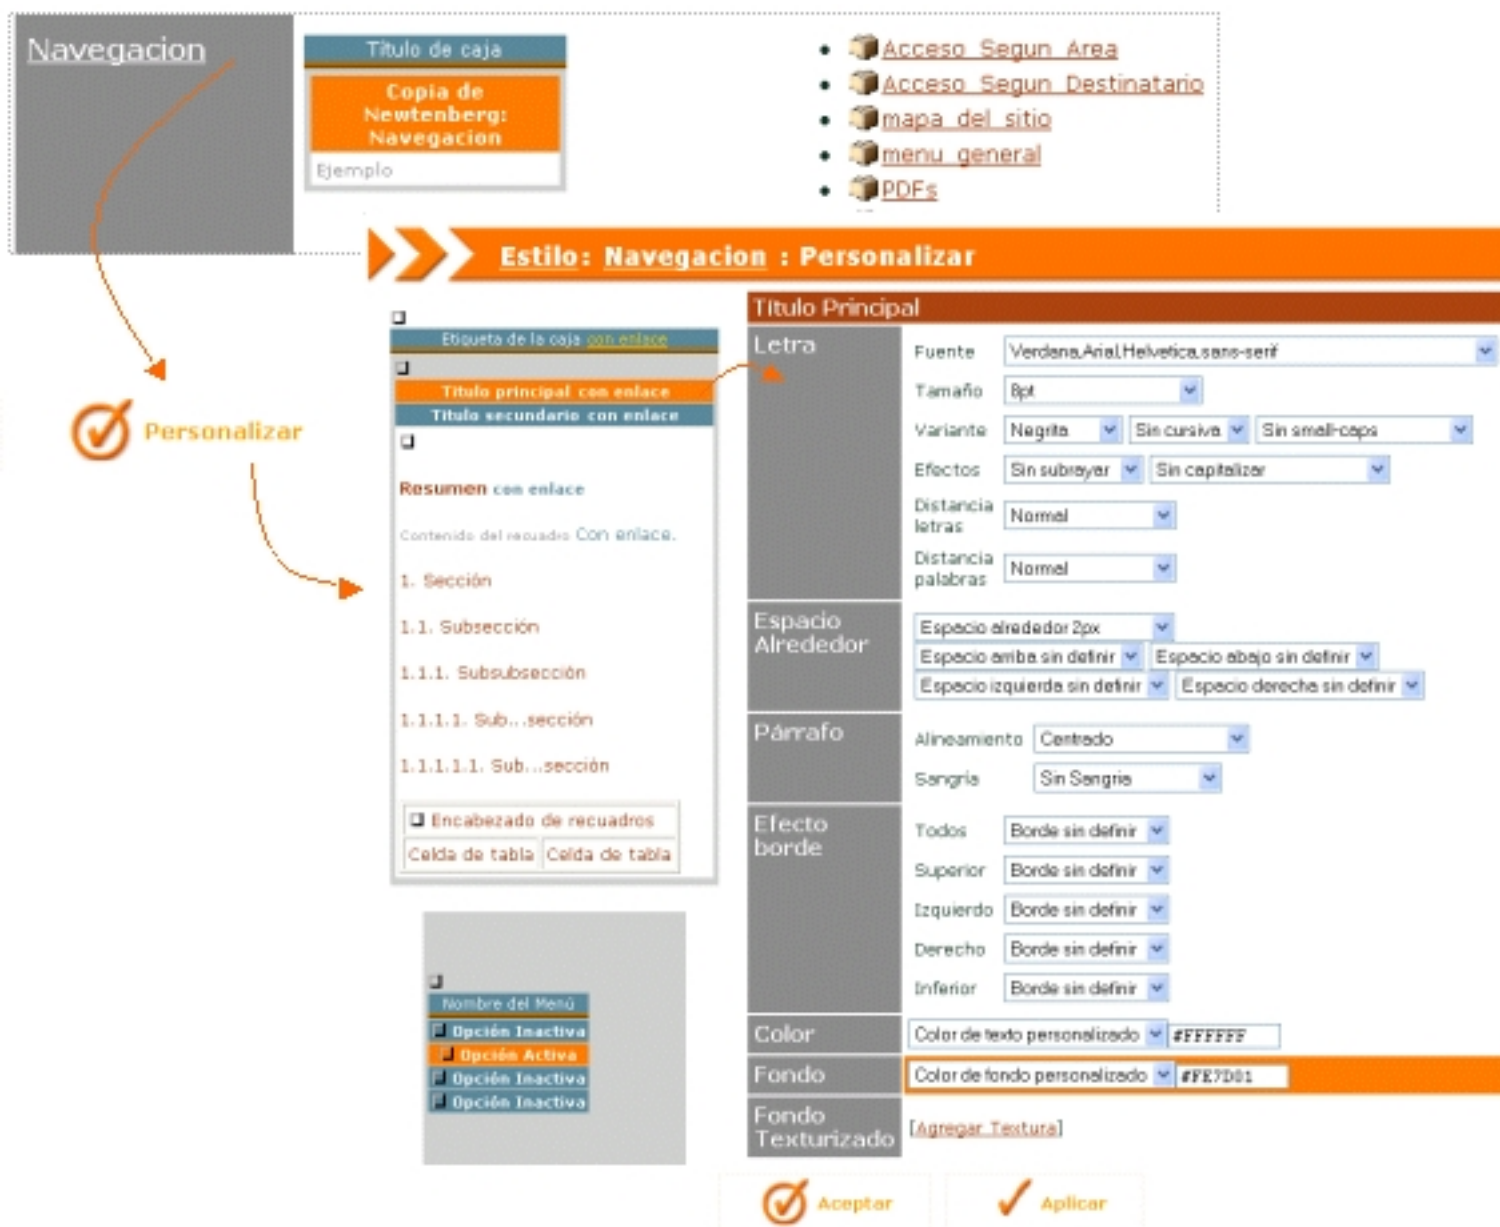 Navegacion
Título de caja
Copia de
Newtenberg:
Navegacion
Ejemplo
Acceso Segun Area
Acceso Segun Destinatario
mapa del sitio
menu general
PDFs
Estilo: Navegacion : Personalizar
Personalizar
Etiqueta de la caja con enlace
Título principal con enlace
Título secundario con enlace
Resumen con enlace
Contenido del recuadro Con enlace.
1. Sección
1.1. Subsección
1.1.1. Subsubsección
1.1.1.1. Sub...sección
1.1.1.1.1. Sub...sección
Encabezado de recuadros
Celda de tabla Celda de tabla
Nombre del Menú
Opción Inactiva
Opción Activa
Opción Inactiva
Opción Inactiva
Título Principal
Letra
Fuente Verdana,Arial,Helvetica,sans-serif
Tamaño 8pt
Variante Negrita Sin cursiva Sin small-caps
Efectos Sin subrayar Sin capitalizar
Distancia
letras Normal
Distancia
palabras Normal
Espacio
Alrededor
Espacio alrededor 2px
Espacio arriba sin definir Espacio abajo sin definir
Espacio izquierda sin definir Espacio derecha sin definir
Párrafo
Alineamiento Centrado
Sangría Sin Sangria
Efecto
borde
Todos Borde sin definir
Superior Borde sin definir
Izquierdo Borde sin definir
Derecho Borde sin definir
Inferior Borde sin definir
Color Color de texto personalizado #FFFFFF
Fondo Color de fondo personalizado #FE7D01
Fondo
Texturizado [Agregar Textura]
Aceptar Aplicar